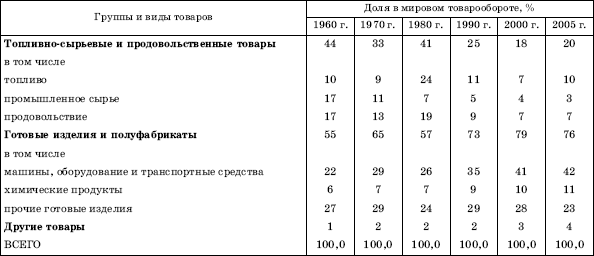 Группы и виды товаров
Доля в мировом товарообороте, %
1960 г. 1970 г. 1980 г. 1990 г. 2000 г. 2005 г.
Топливно-сырьевые и продовольственные товары 44 33 41 25 18 20
в том числе
топливо 10 9 24 11 7 10
промышленное сырье 17 11 7 5 4 3
продовольствие 17 13 19 9 7 7
Готовые изделия и полуфабрикаты 55 65 57 73 79 76
в том числе
машины, оборудование и транспортные средства 22 29 26 35 41 42
химические продукты 6 7 7 9 10 11
прочие готовые изделия 27 29 24 29 28 23
Другие товары 1 2 2 2 3 4
ВСЕГО 100,0 100,0 100,0 100,0 100,0 100,0